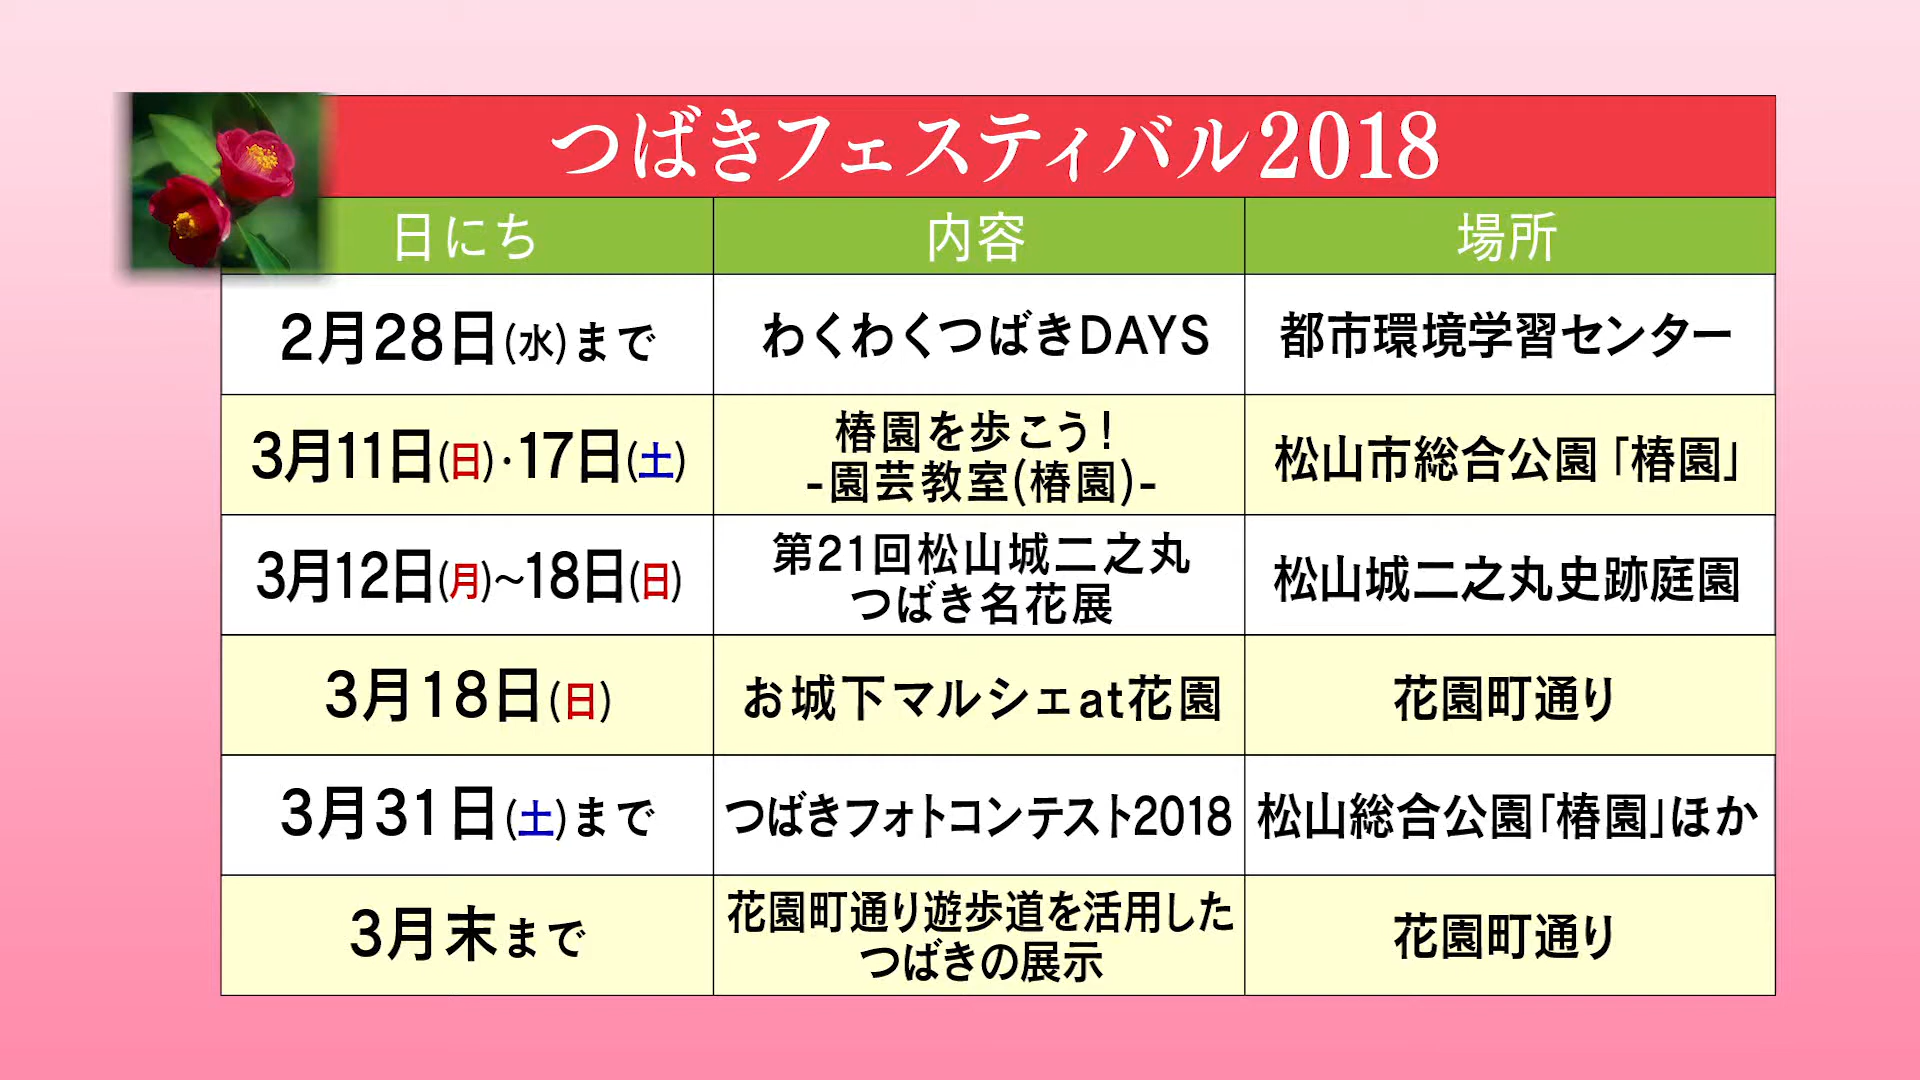 つばきフェスティバル2018
日にち 内容 場所
2月28日(水)まで わくわくつばきDAYS 都市環境学習センター
3月11日(日)・17日(土) 椿園を歩こう!
-園芸教室(椿園)- 松山市総合公園「椿園」
3月12日(月)~18日(日) 第21回松山城二之丸
つばき名花展 松山城二之丸史跡庭園
3月18日(日) お城下マルシェat花園 花園町通り
3月31日(土)まで つばきフォトコンテスト2018 松山総合公園「椿園」ほか
3月末まで 花園町通り遊歩道を活用した
つばきの展示 花園町通り